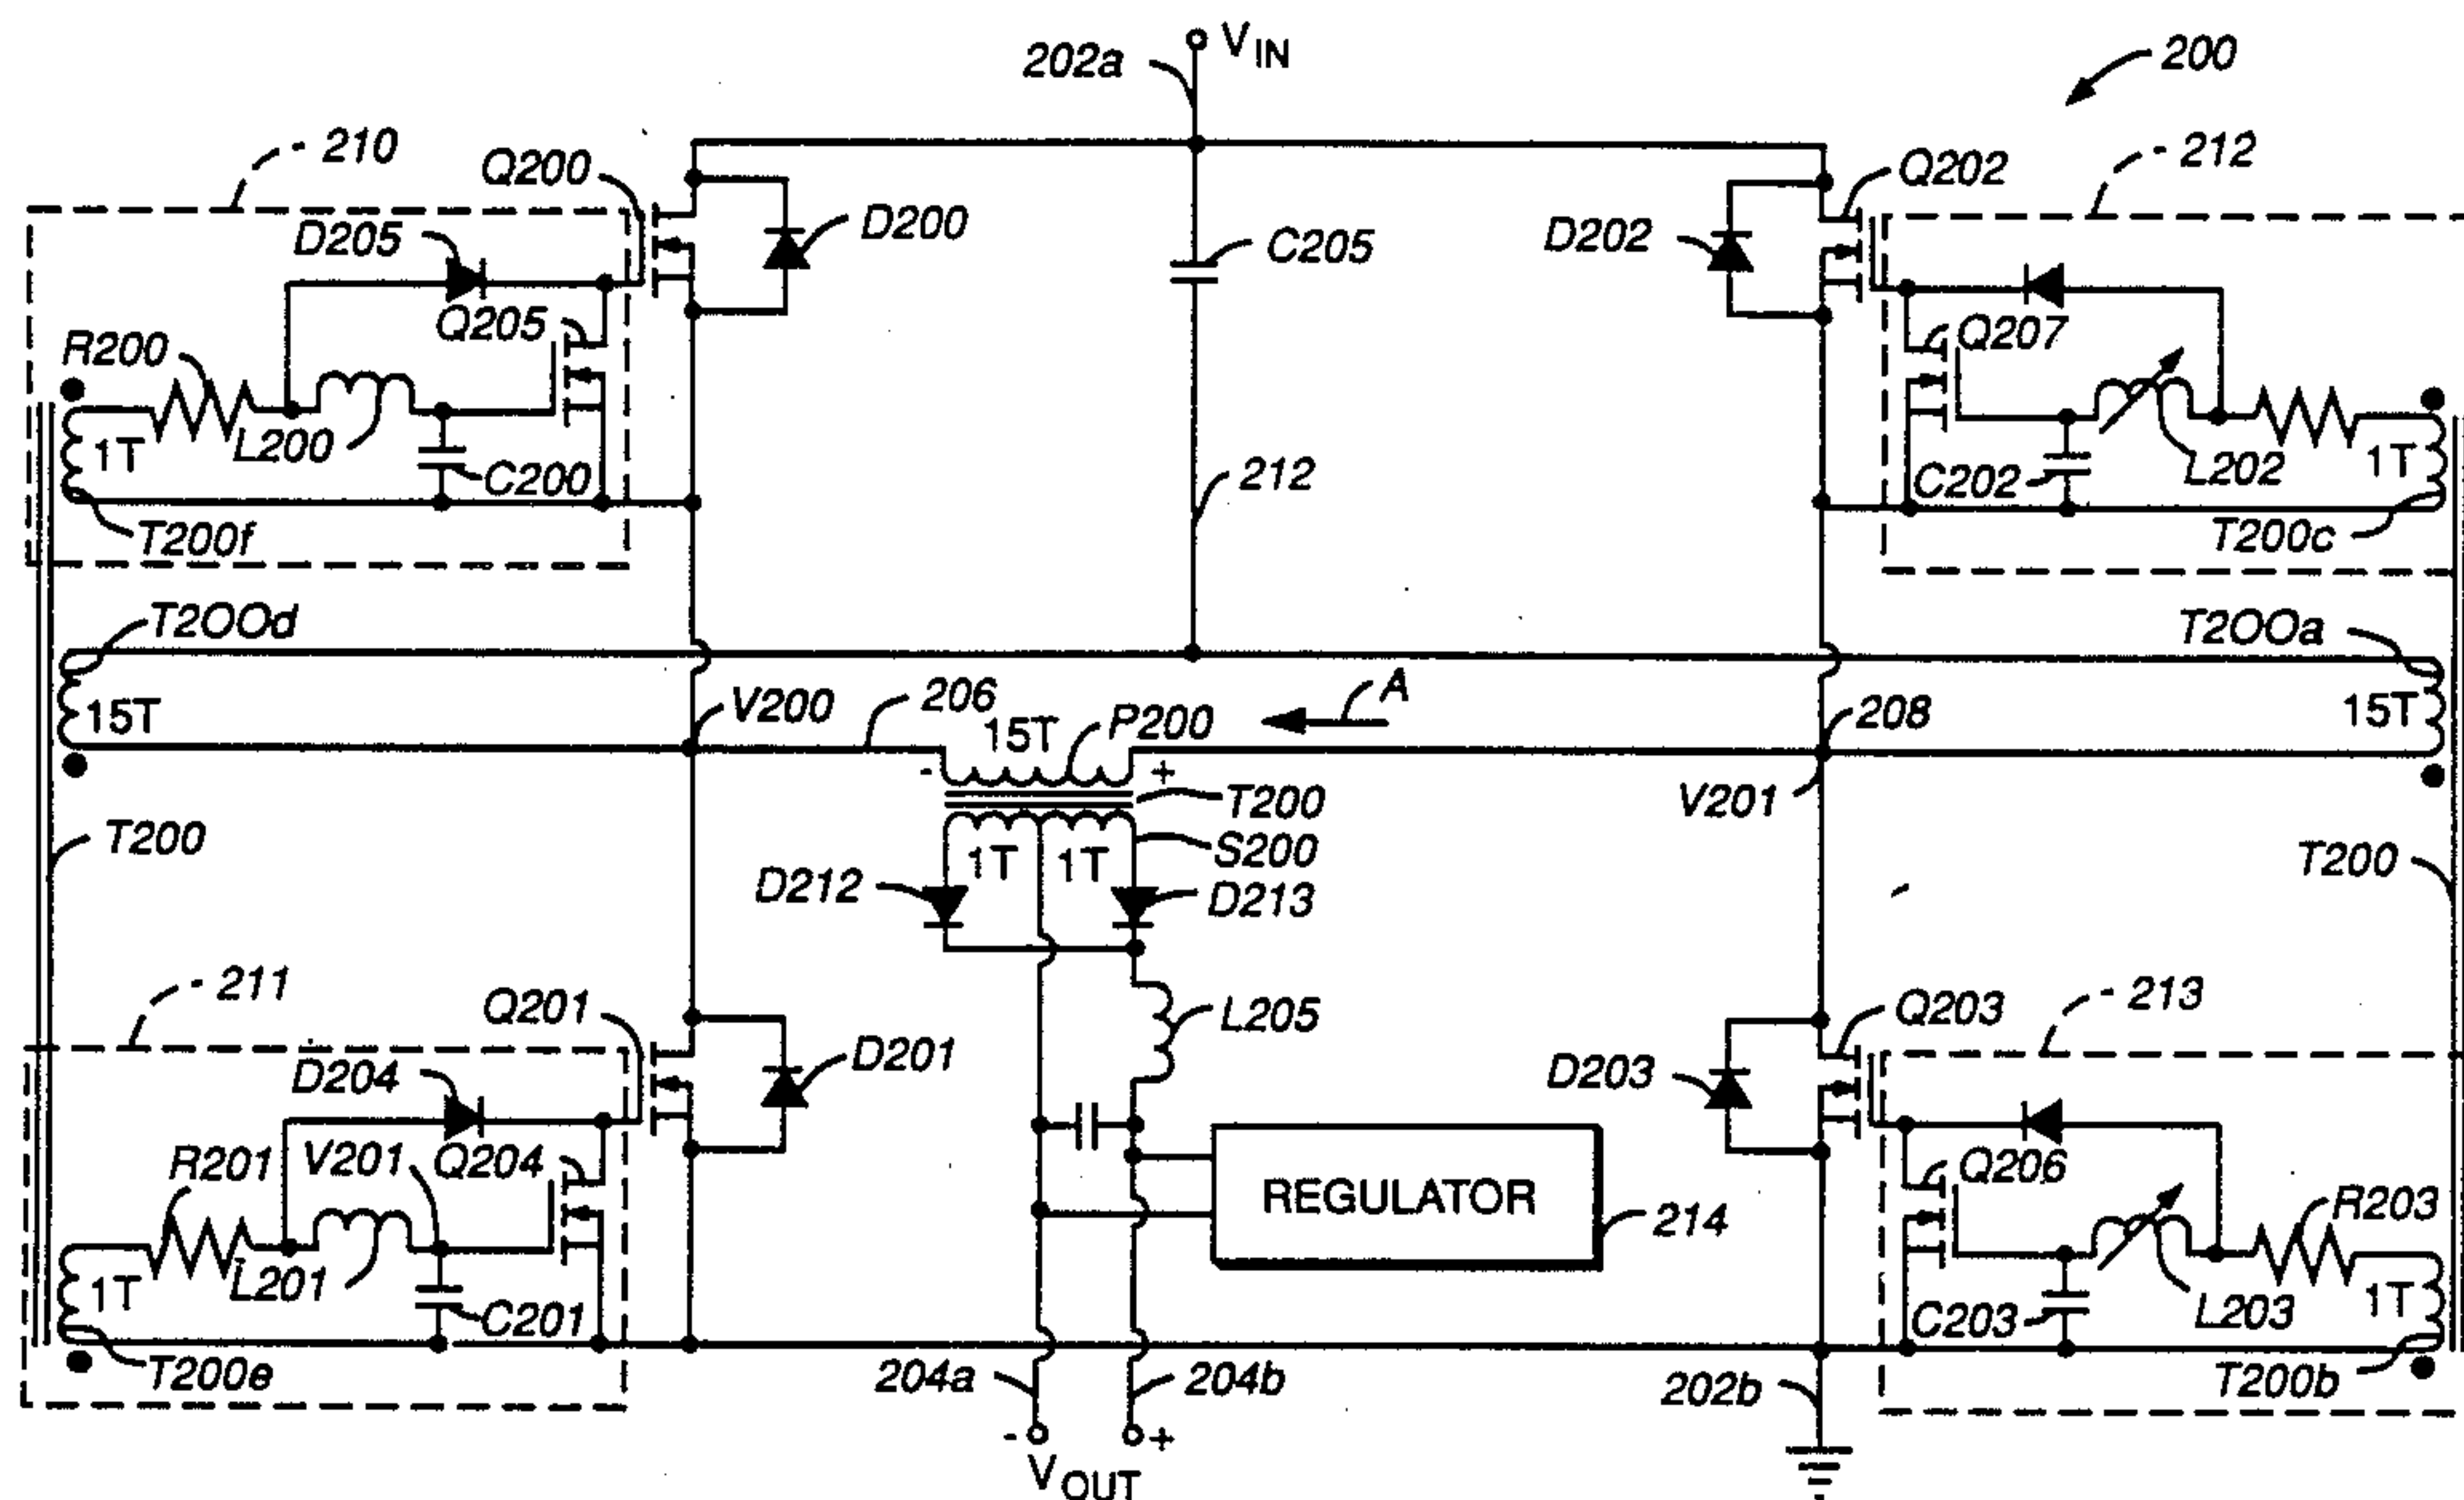 VIN
202a
200
210
Q200
Q202
212
D205
D200
C205
D202
Q205
Q207
R200
1T
L200
C200
212
C202
L202
1T
T200f
T200c
T200d
T200a
15T
V200
206
15T
P200
A
208
15T
-
+
T200
V201
T200
S200
1T
1T
T200
D212
D213
211
Q201
L205
Q203
213
D204
D201
D203
R201
V201
Q204
REGULATOR
214
Q206
R203
1T
L201
C201
C203
L203
1T
T200e
204a
204b
202b
T200b
-
+
VOUT